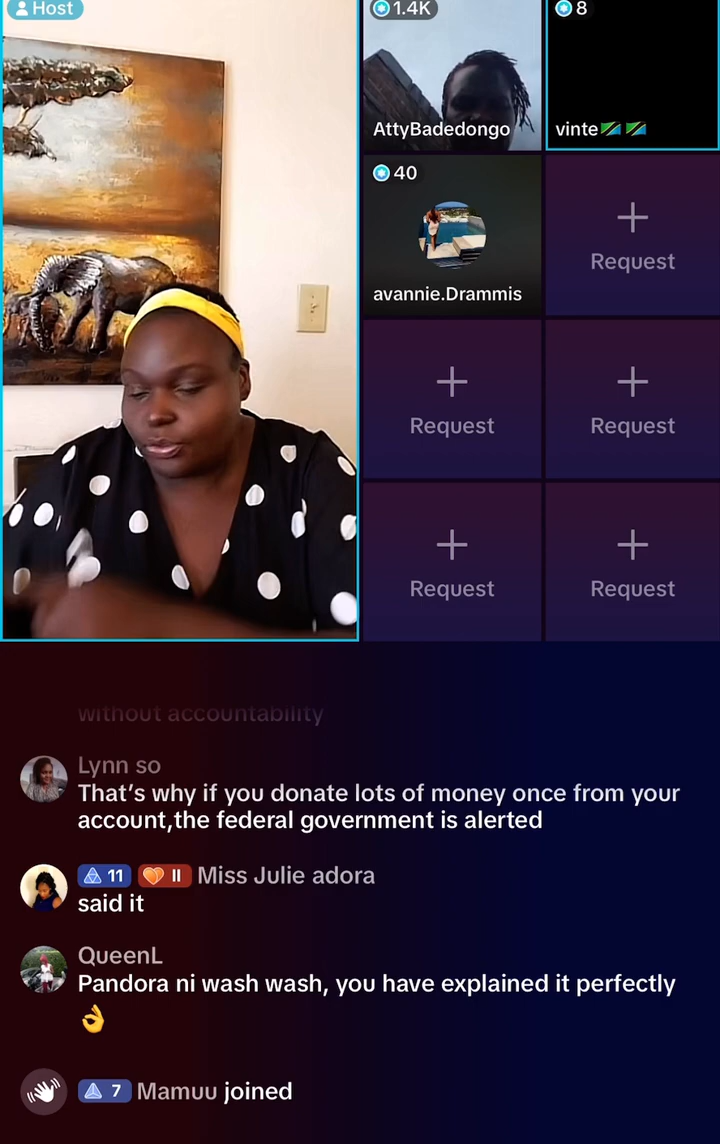 Host
1.4K
8
AttyBadedongo
vinte🇹🇿 🇹🇿
40
avannie.Drammis
Request
Request
Request
Request
Request
without accountability
Lynn so
That's why if you donate lots of money once from your
account,the federal government is alerted
11 II Miss Julie adora
said it
QueenL
Pandora ni wash wash, you have explained it perfectly
👌
7 Mamuu joined